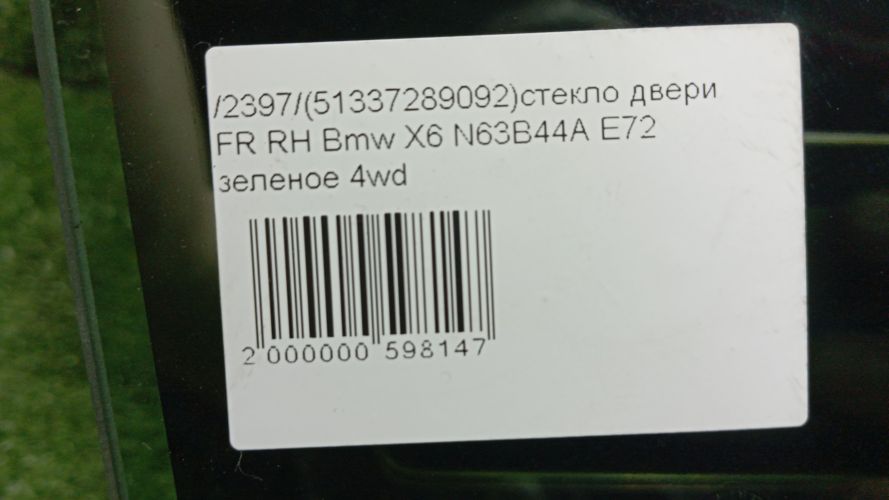 /2397/(51337289092)стекло двери
FR RH Bmw X6 N63B44A E72
зеленое 4wd
2 000000 598147